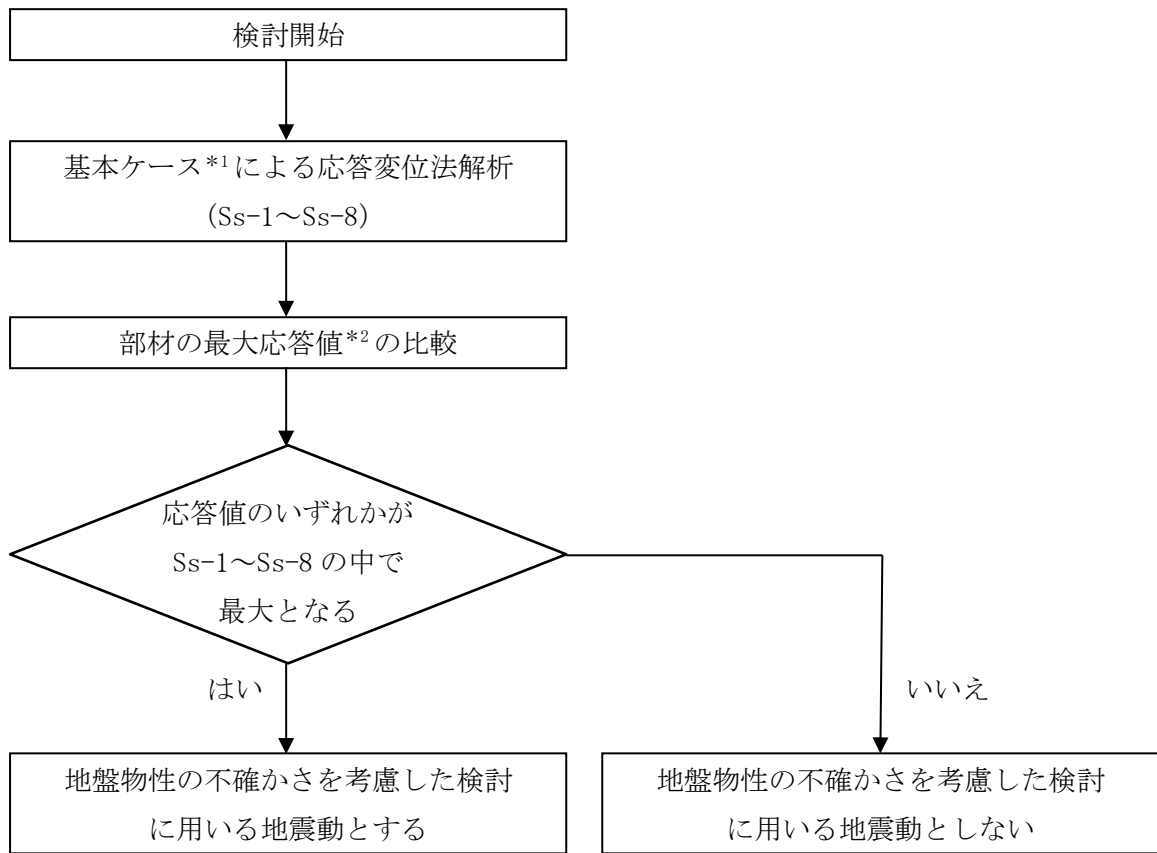 検討開始
基本ケース*1による応答変位法解析
(Ss-1～Ss-8)
部材の最大応答値*2の比較
応答値のいずれかが
Ss-1～Ss-8 の中で
最大となる
はい
いいえ
地盤物性の不確かさを考慮した検討
に用いる地震動とする
地盤物性の不確かさを考慮した検討
に用いる地震動としない